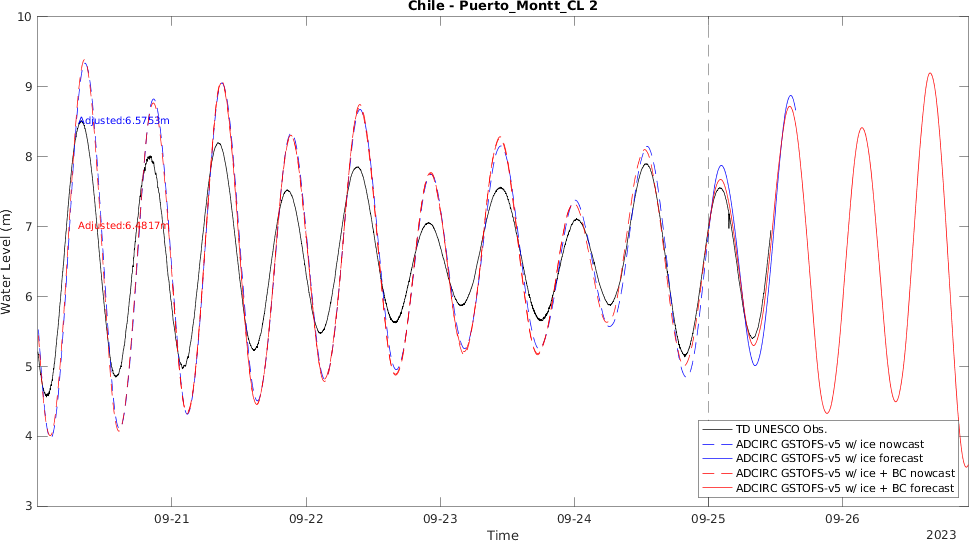 Chile - Puerto_Montt_CL 2
10
9
8
7
6
5
4
3
Water Level (m)
Adjusted:6.5753m
Adjusted:6.4817m
TD UNESCO Obs.
ADCIRC GSTOFS-v5 w/ ice nowcast
ADCIRC GSTOFS-v5 w/ ice forecast
ADCIRC GSTOFS-v5 w/ ice + BC nowcast
ADCIRC GSTOFS-v5 w/ ice + BC forecast
09-21 09-22 09-23 09-24 09-25 09-26
Time
2023